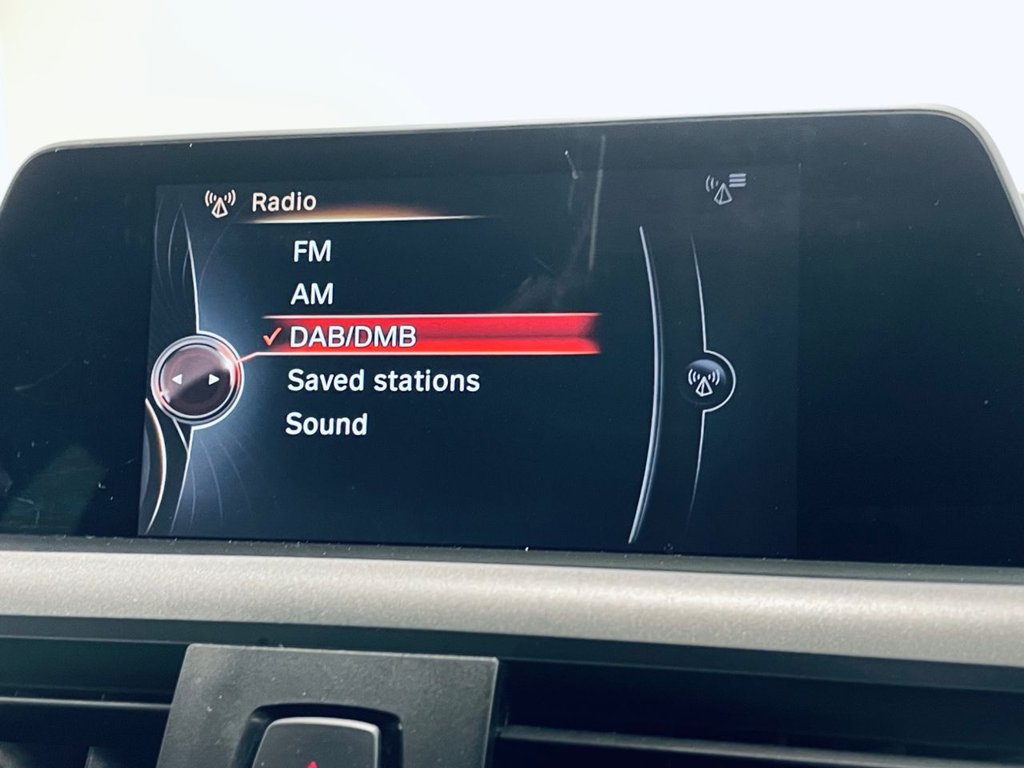 Radio
FM
AM
DAB/DMB
Saved stations
Sound